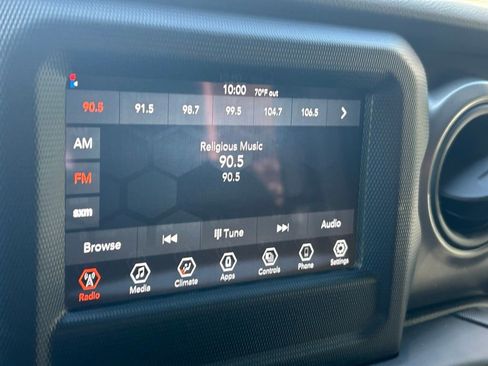 10:00 70°F out
90.5 91.5 98.7 99.5 104.7 106.5
AM
Religious Music
90.5
FM
90.5
sxm
Browse Tune Audio
Radio Media Climate Apps Controls Phone Settings